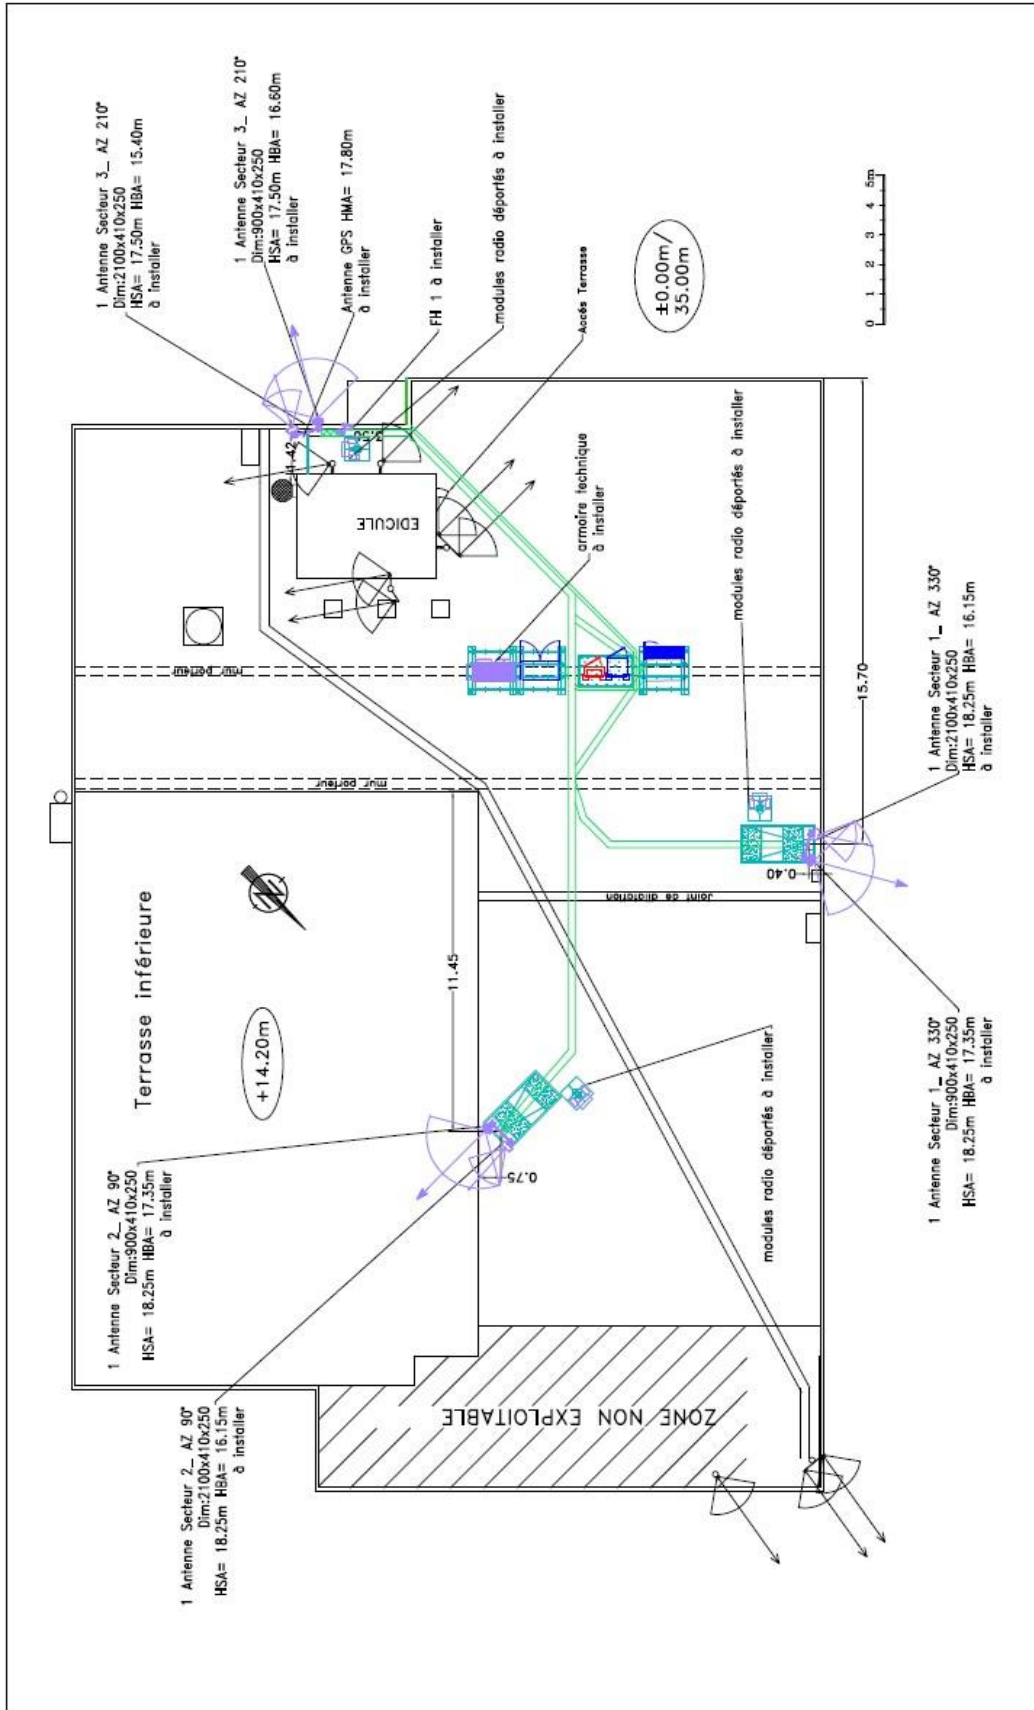 1 Antenne Secteur 3_ AZ 210°
Dim:2100x410x250
HSA= 17.50m HBA= 15.40m
à installer
1 Antenne Secteur 3_ AZ 210°
Dim:900x410x250
HSA= 17.50m HBA= 16.60m
à installer
Antenne GPS HMA= 17.80m
à installer
FH 1 à installer
modules radio déportés à installer
Accés Terrasse
±0.00m/
35.00m
0 1 2 3 4 5m
1.42
EDICULE
armoire technique
à installer
modules radio déportés à installer
mur porteur
mur porteur
15.70
1 Antenne Secteur 1_ AZ 330°
Dim:2100x410x250
HSA= 18.25m HBA= 16.15m
à installer
0.40
Joint de dilatation
Terrasse inférieure
+14.20m
11.45
1 Antenne Secteur 1_ AZ 330°
Dim:900x410x250
HSA= 18.25m HBA= 17.35m
à installer
modules radio déportés à installer
0.75
1 Antenne Secteur 2_ AZ 90°
Dim:900x410x250
HSA= 18.25m HBA= 17.35m
à installer
1 Antenne Secteur 2_ AZ 90°
Dim:2100x410x250
HSA= 18.25m HBA= 16.15m
à installer
ZONE NON EXPLOITABLE